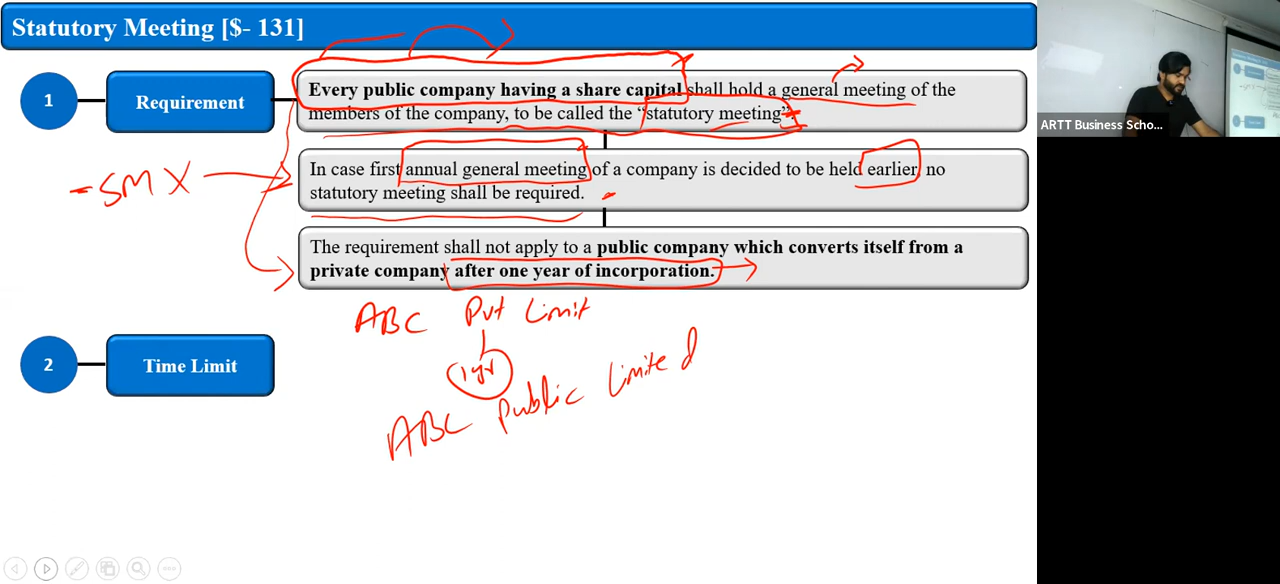 Statutory Meeting [$- 131]
1
Requirement
Every public company having a share capital shall hold a general meeting of the
members of the company, to be called the “statutory meeting”.
In case first annual general meeting of a company is decided to be held earlier, no
statutory meeting shall be required.
- SM X
The requirement shall not apply to a public company which converts itself from a
private company after one year of incorporation.
ABC Pvt Limit
1 yr
ABC Public Limited
2
Time Limit
ARTT Business Scho...